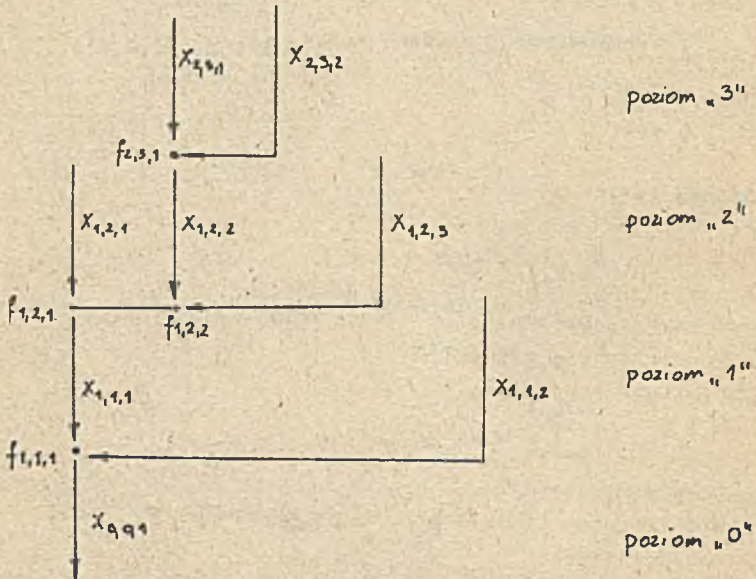 X2,3,1 X2,3,2 poziom „3"
f2,3,1
X1,2,1 X1,2,2 X1,2,3 poziom „2"
f1,2,1 f1,2,2
X1,1,1 X1,1,2 poziom „1"
f1,1,1
X0,0,1 poziom „0"